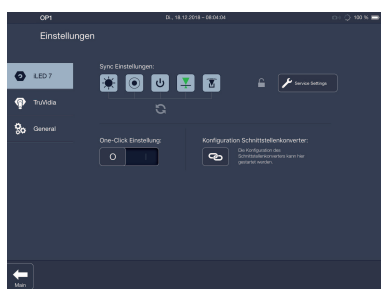 OP1
Di., 18.12.2018 – 08:04:04
100 %
Einstellungen
iLED 7
TruVidia
General
Sync Einstellungen:
Service Settings
One-Click Einstellung:
O I
Konfiguration Schnittstellenkonverter:
Die Konfiguration des
Schnittstellenkonverters kann hier
gestartet werden.
Main